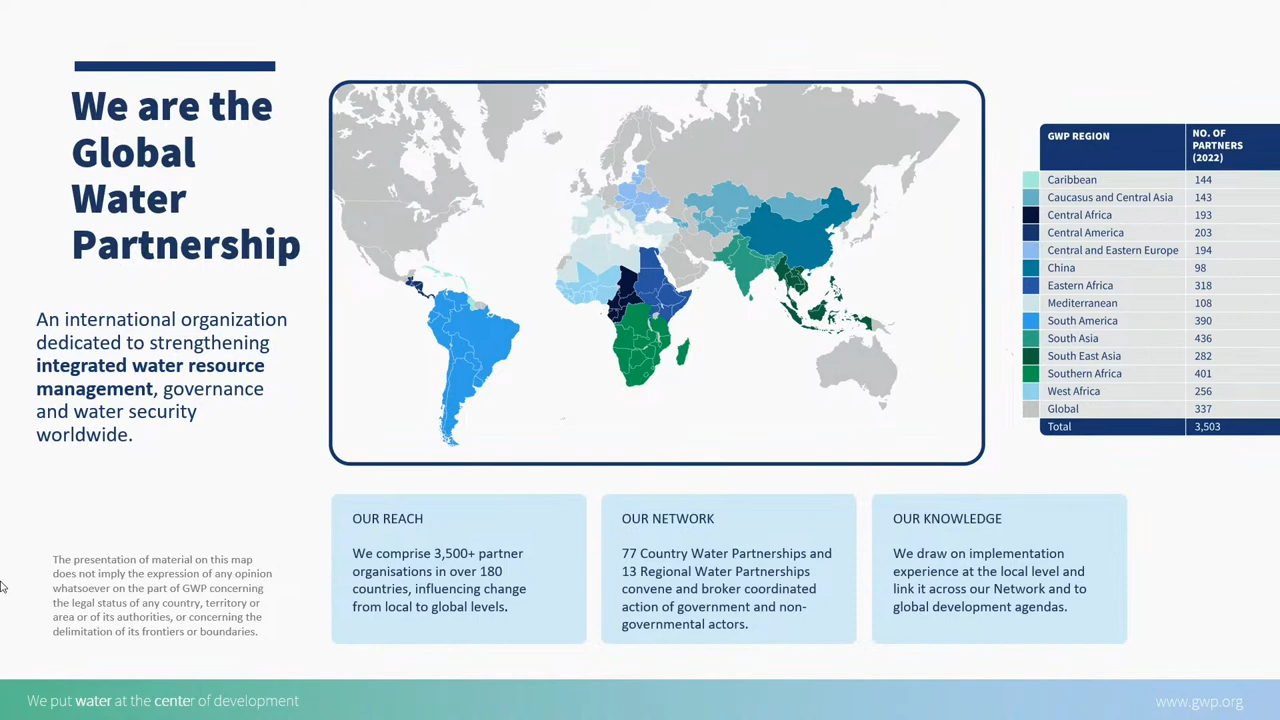 We are the
Global
Water
Partnership
An international organization
dedicated to strengthening
integrated water resource
management, governance
and water security
worldwide.
The presentation of material on this map
does not imply the expression of any opinion
whatsoever on the part of GWP concerning
the legal status of any country, territory or
area or of its authorities, or concerning the
delimitation of its frontiers or boundaries.
GWP REGION NO. OF PARTNERS (2022)
Caribbean 144
Caucasus and Central Asia 143
Central Africa 193
Central America 203
Central and Eastern Europe 194
China 98
Eastern Africa 318
Mediterranean 108
South America 390
South Asia 436
South East Asia 282
Southern Africa 401
West Africa 256
Global 337
Total 3,503
OUR REACH
We comprise 3,500+ partner
organisations in over 180
countries, influencing change
from local to global levels.
OUR NETWORK
77 Country Water Partnerships and
13 Regional Water Partnerships
convene and broker coordinated
action of government and non-
governmental actors.
OUR KNOWLEDGE
We draw on implementation
experience at the local level and
link it across our Network and to
global development agendas.
We put water at the center of development
www.gwp.org